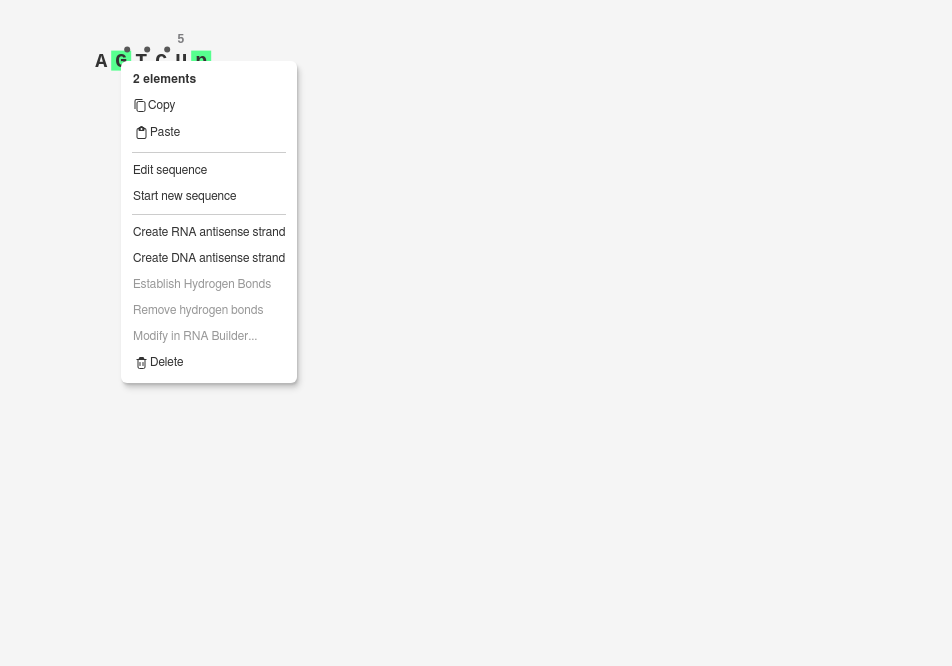 5
A G T C U n
2 elements
Copy
Paste
Edit sequence
Start new sequence
Create RNA antisense strand
Create DNA antisense strand
Establish Hydrogen Bonds
Remove hydrogen bonds
Modify in RNA Builder...
Delete